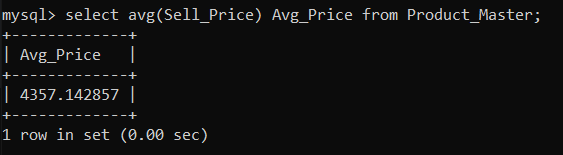 mysql> select avg(Sell_Price) Avg_Price from Product_Master;
+-------------+
| Avg_Price   |
+-------------+
| 4357.142857 |
+-------------+
1 row in set (0.00 sec)